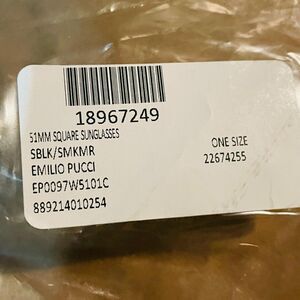 18967249
51MM SQUARE SUNGLASSES
SBLK/SMKMR ONE SIZE
EMILIO PUCCI 22674255
EP0097W5101C
889214010254